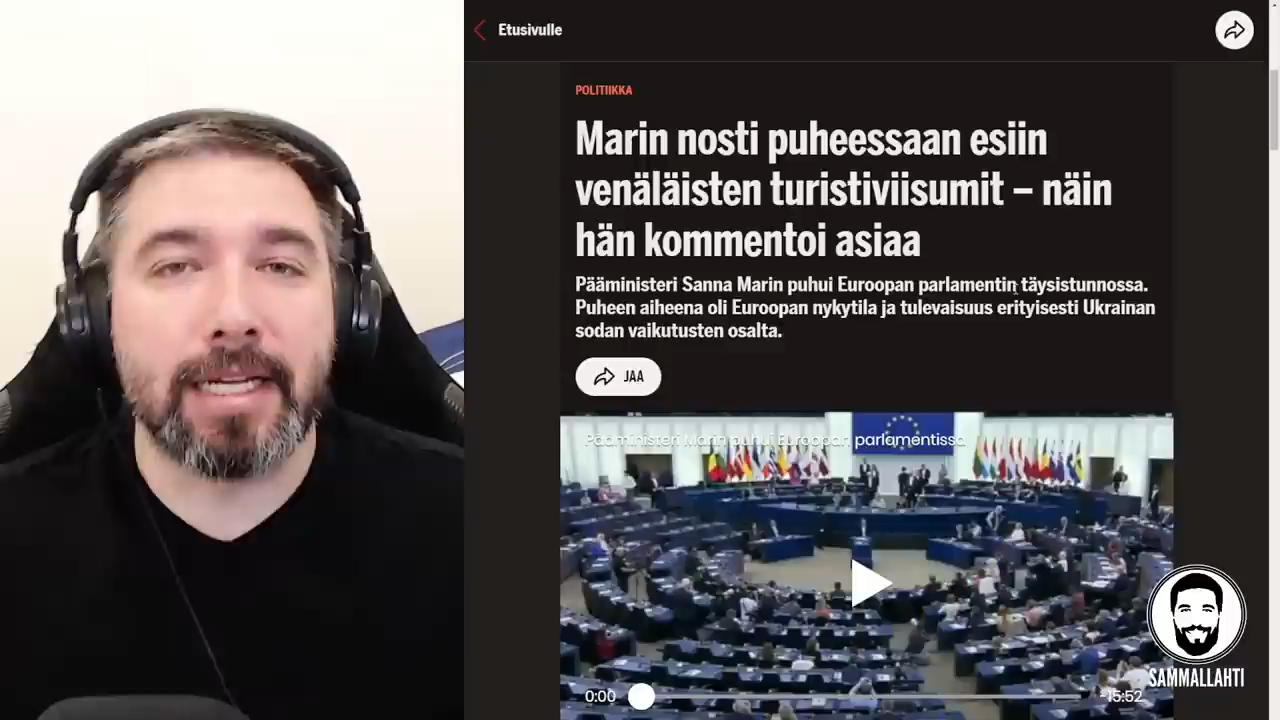 Etusivulle
POLITIIKKA
Marin nosti puheessaan esiin
venäläisten turistiviisumit – näin
hän kommentoi asiaa
Pääministeri Sanna Marin puhui Euroopan parlamentin täysistunnossa.
Puheen aiheena oli Euroopan nykytila ja tulevaisuus erityisesti Ukrainan
sodan vaikutusten osalta.
JAA
Pääministeri Marin puhui Euroopan parlamentissa
0:00
-15:52
SAMMALLAHTI